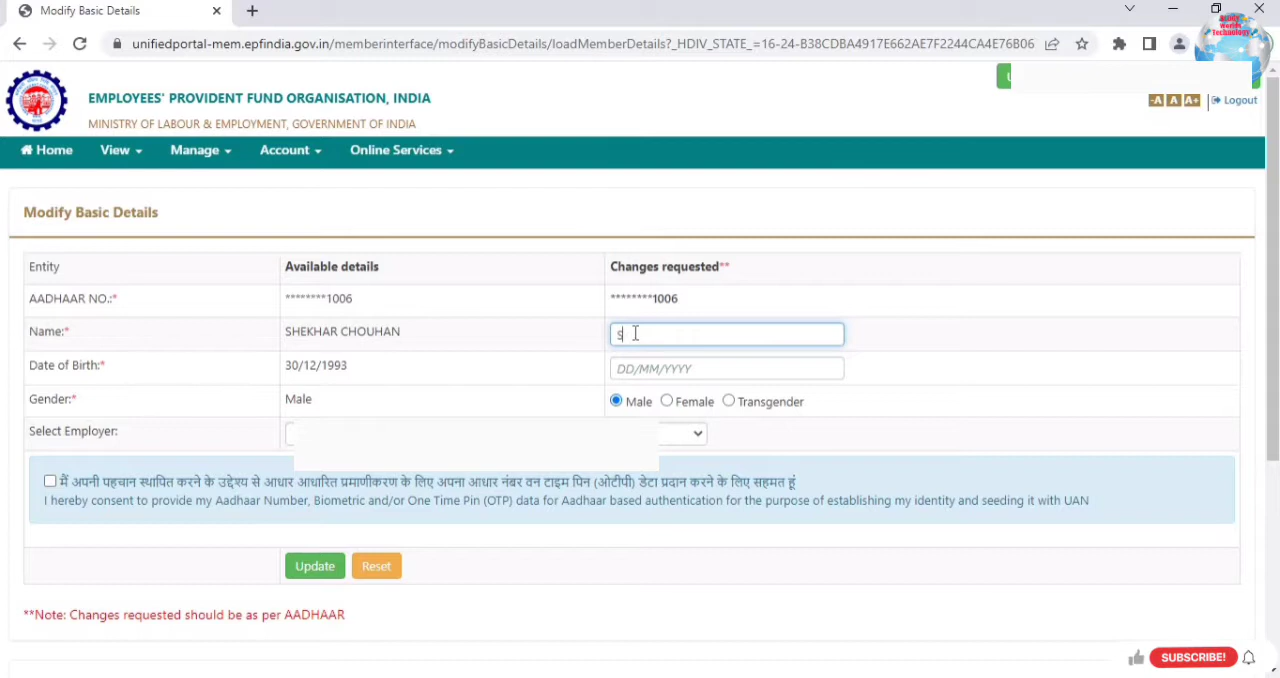 Modify Basic Details
unifiedportal-mem.epfindia.gov.in/memberinterface/modifyBasicDetails/loadMemberDetails?_HDIV_STATE_=16-24-B38CDBA4917E662AE7F2244CA4E76B06
Study Worlds Technology
EMPLOYEES' PROVIDENT FUND ORGANISATION, INDIA
MINISTRY OF LABOUR & EMPLOYMENT, GOVERNMENT OF INDIA
-A A A+ Logout
Home View Manage Account Online Services
Modify Basic Details
Entity Available details Changes requested**
AADHAAR NO.:* ********1006 ********1006
Name:* SHEKHAR CHOUHAN S
Date of Birth:* 30/12/1993 DD/MM/YYYY
Gender:* Male Male Female Transgender
Select Employer:
मैं अपनी पहचान स्थापित करने के उद्देश्य से आधार आधारित प्रमाणीकरण के लिए अपना आधार नंबर वन टाइम पिन (ओटीपी) डेटा प्रदान करने के लिए सहमत हूं
I hereby consent to provide my Aadhaar Number, Biometric and/or One Time Pin (OTP) data for Aadhaar based authentication for the purpose of establishing my identity and seeding it with UAN
Update Reset
**Note: Changes requested should be as per AADHAAR
SUBSCRIBE!